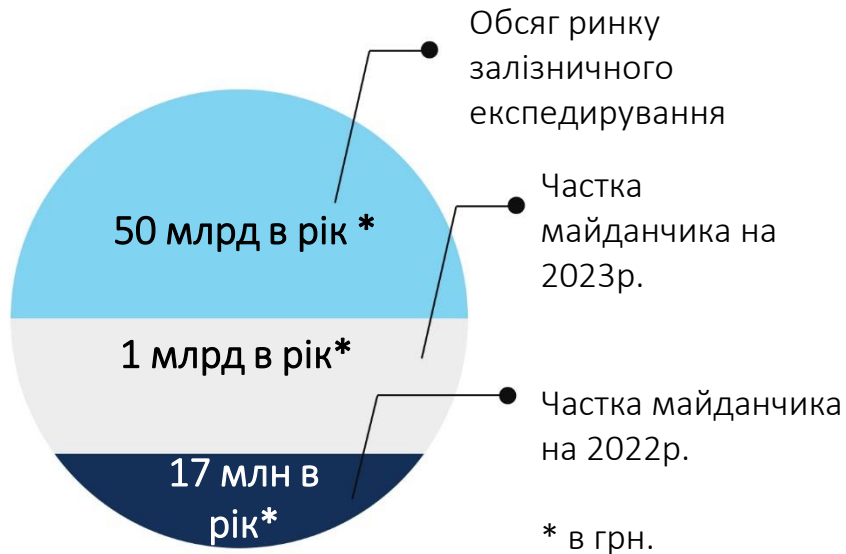 Обсяг ринку
залізничного
експедирування
50 млрд в рік *
Частка
майданчика на
2023р.
1 млрд в рік*
Частка майданчика
на 2022р.
17 млн в
рік*
* в грн.